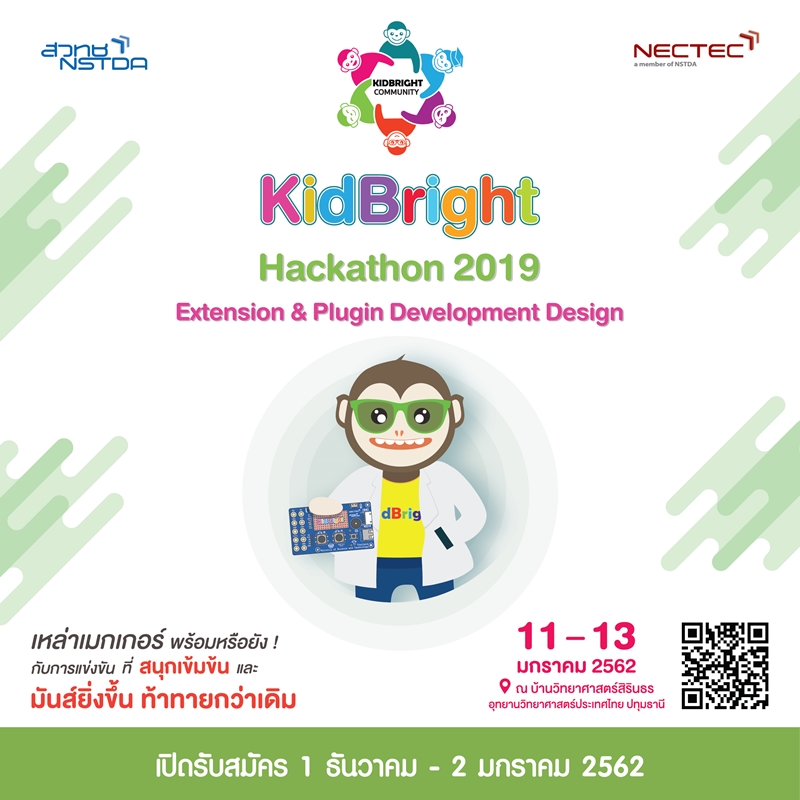 สวทช
NSTDA
KIDBRIGHT
COMMUNITY
NECTEC
a member of NSTDA
KidBright
Hackathon 2019
Extension & Plugin Development Design
dBrig
เหล่าเมกเกอร์ พร้อมหรือยัง !
กับการแข่งขัน ที่ สนุกเข้มข้น และ
มันส์ยิ่งขึ้น ท้าทายกว่าเดิม
11 – 13
มกราคม 2562
ณ บ้านวิทยาศาสตร์สิรินธร
อุทยานวิทยาศาสตร์ประเทศไทย ปทุมธานี
เปิดรับสมัคร 1 ธันวาคม - 2 มกราคม 2562